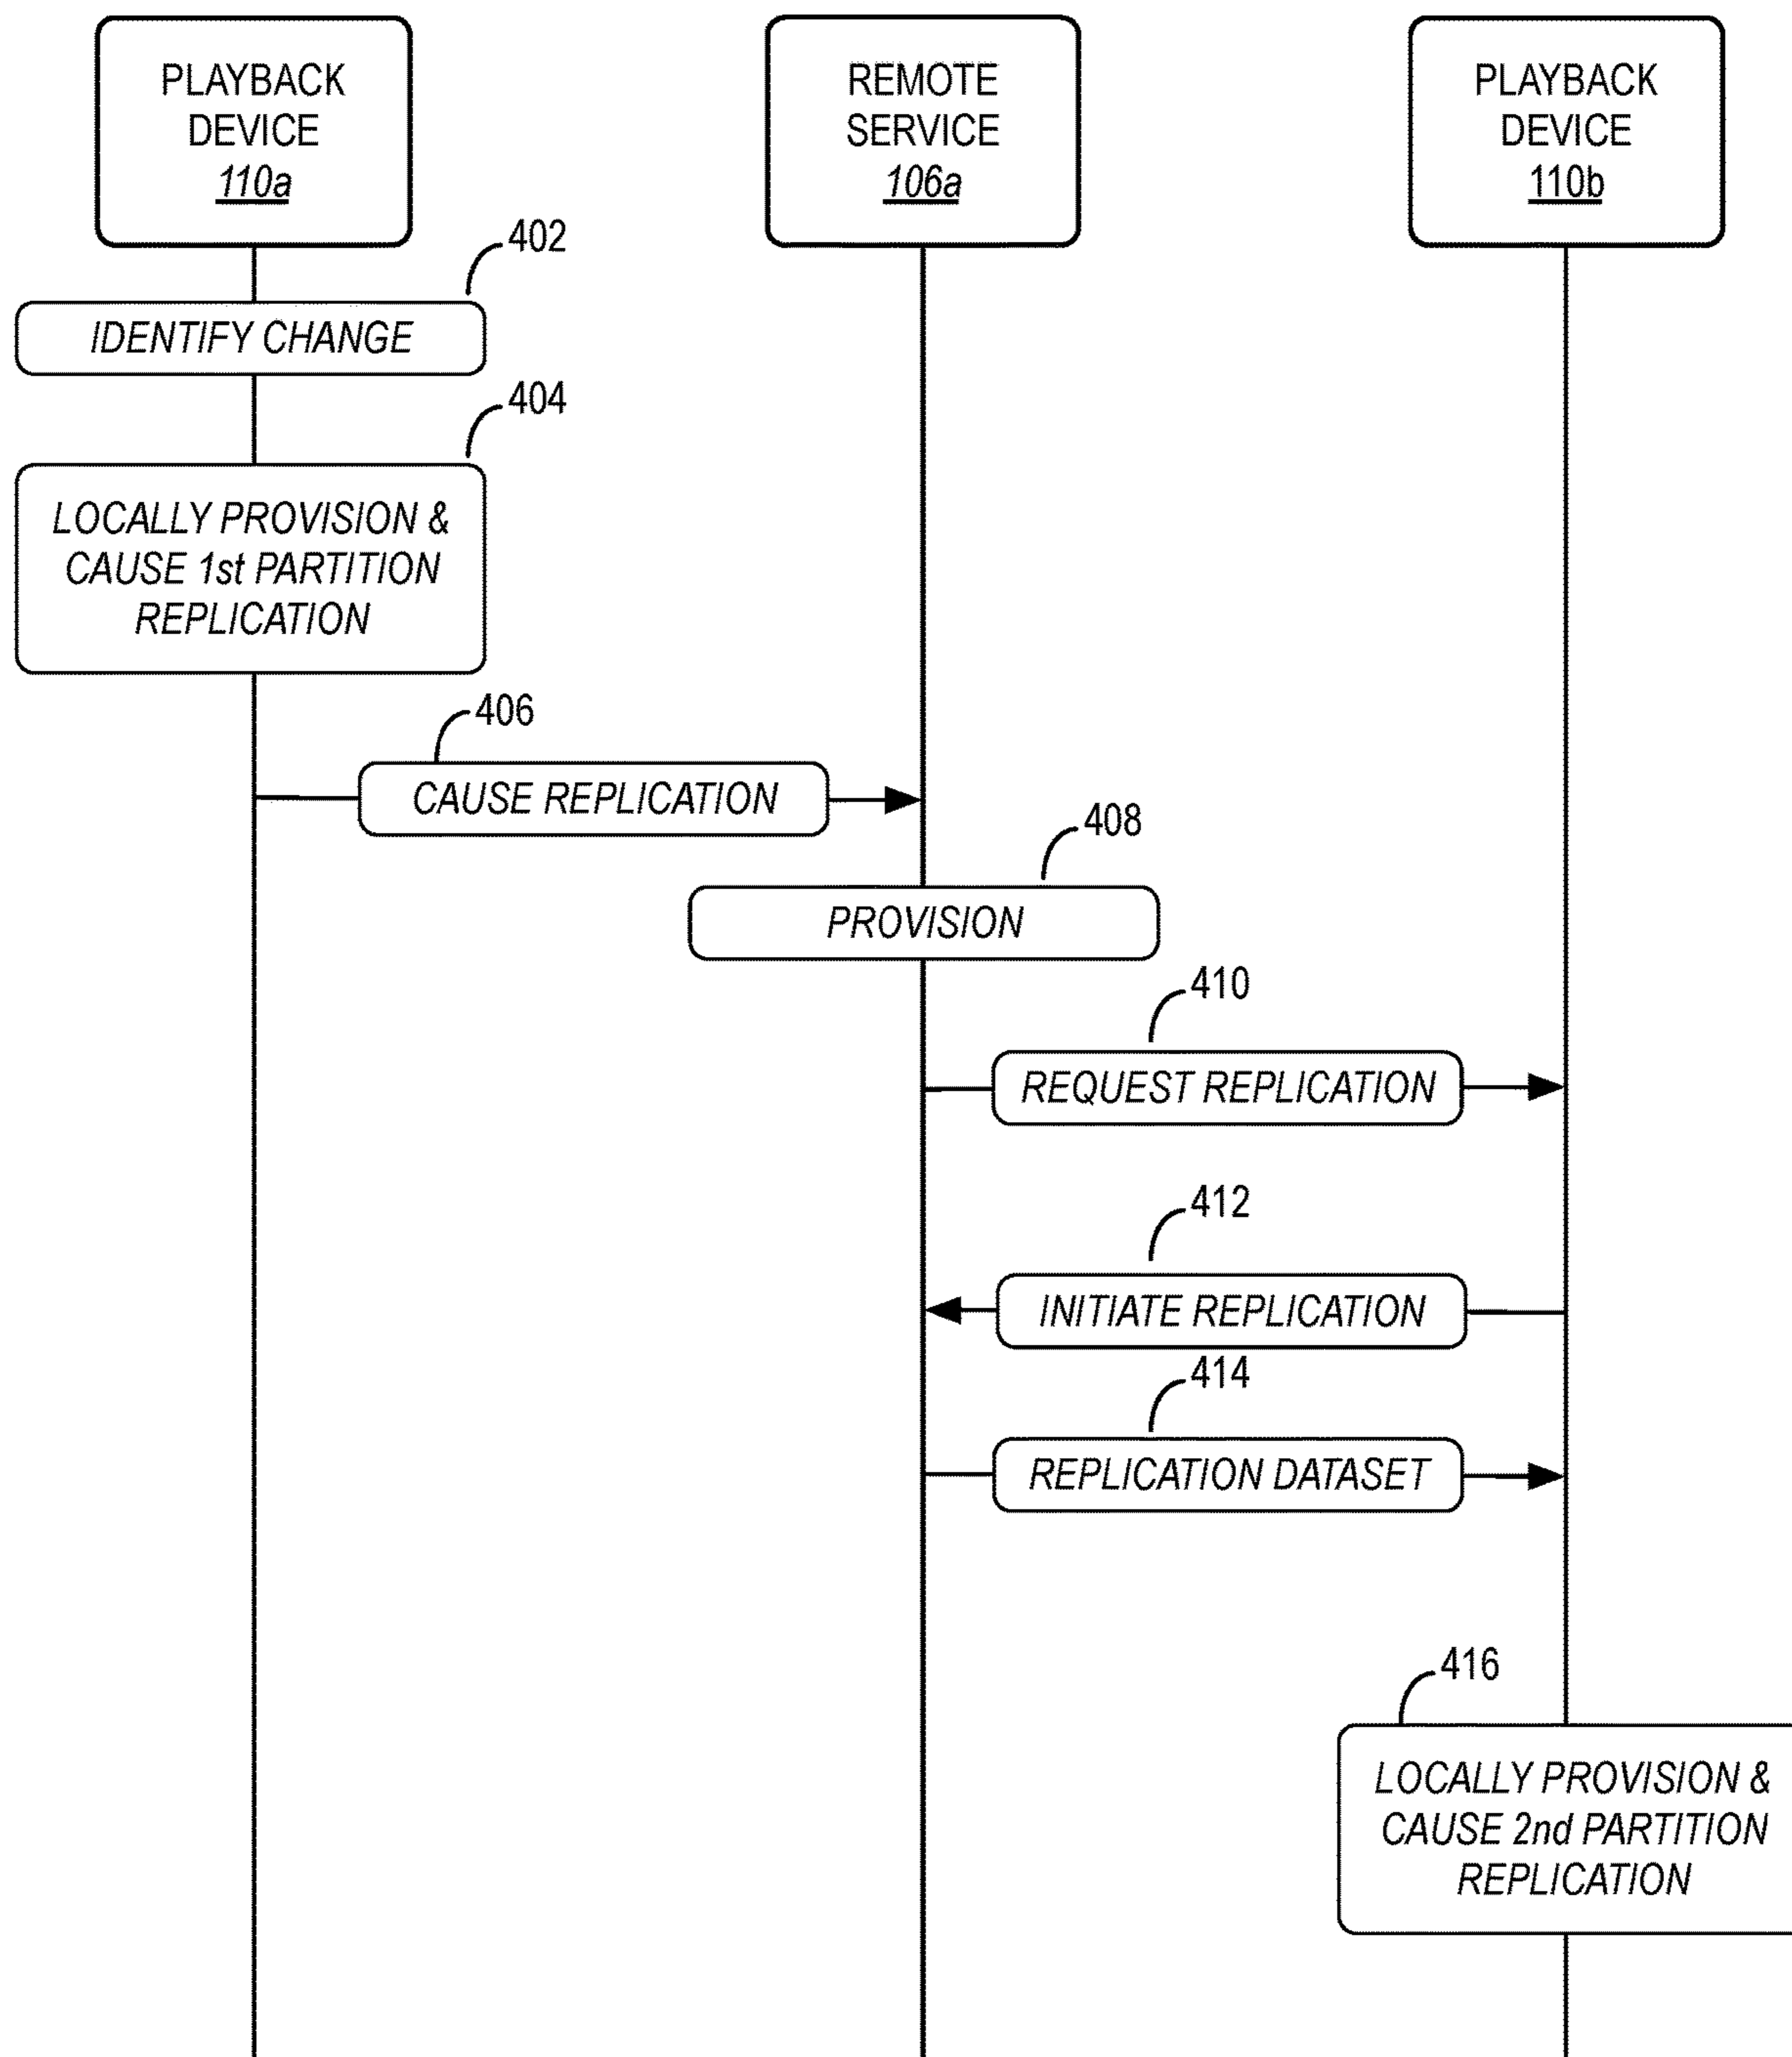 PLAYBACK
DEVICE
110a
REMOTE
SERVICE
106a
PLAYBACK
DEVICE
110b
402
IDENTIFY CHANGE
404
LOCALLY PROVISION &
CAUSE 1st PARTITION
REPLICATION
406
CAUSE REPLICATION
408
PROVISION
410
REQUEST REPLICATION
412
INITIATE REPLICATION
414
REPLICATION DATASET
416
LOCALLY PROVISION &
CAUSE 2nd PARTITION
REPLICATION